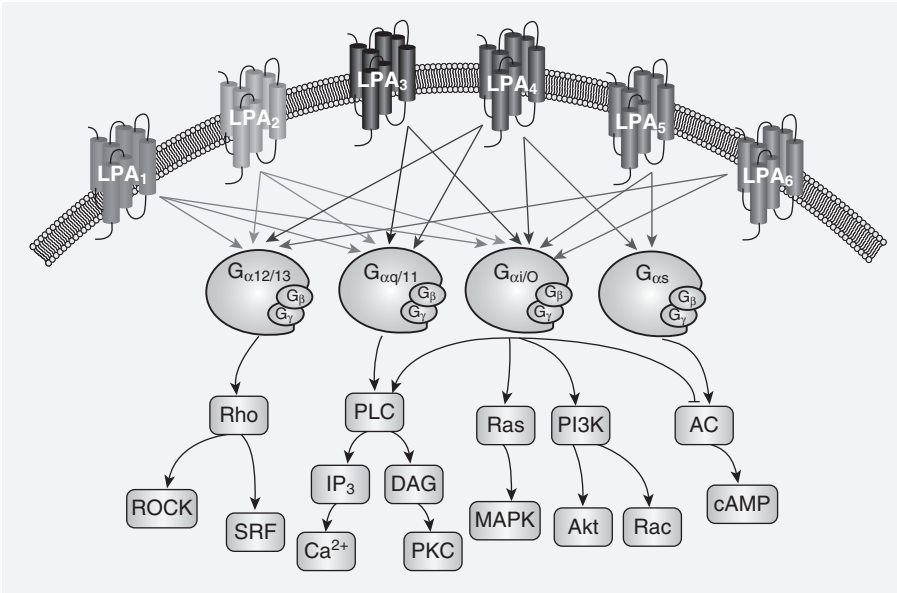 LPA₁
LPA₂
LPA₃
LPA₄
LPA₅
LPA₆
Gα12/13
Gβ
Gγ
Gαq/11
Gβ
Gγ
Gαi/O
Gβ
Gγ
Gαs
Gβ
Gγ
Rho
PLC
Ras
PI3K
AC
ROCK
SRF
IP₃
DAG
Ca²⁺
PKC
MAPK
Akt
Rac
cAMP